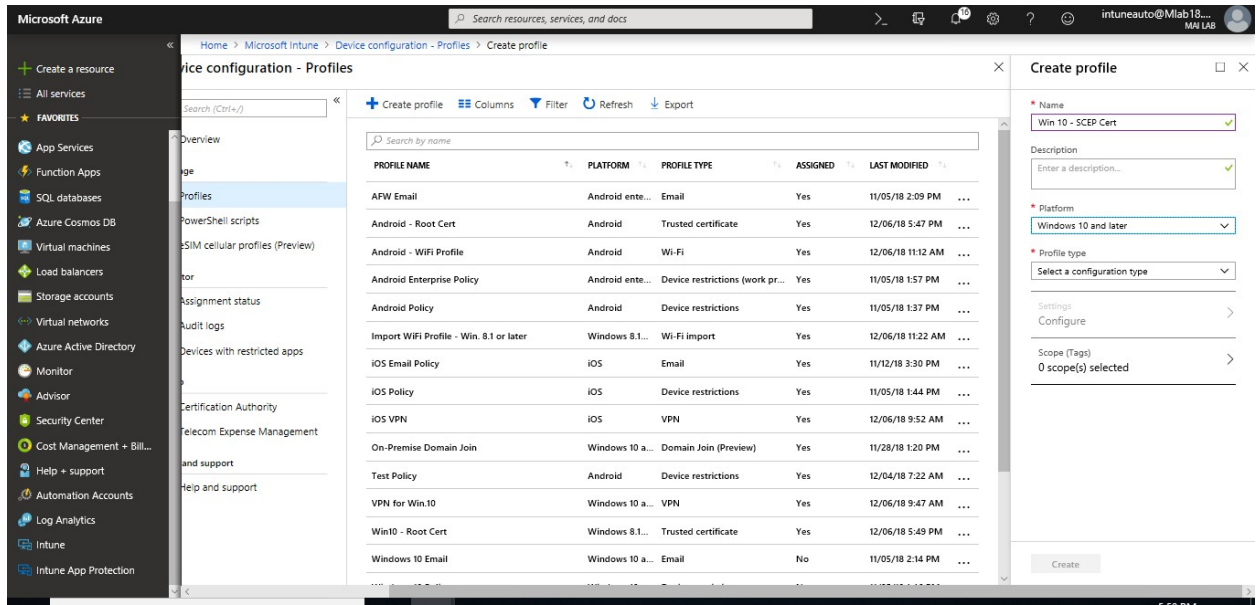 Microsoft Azure
Search resources, services, and docs
16
intuneauto@Mlab18....
MAI LAB
Home > Microsoft Intune > Device configuration - Profiles > Create profile
Create a resource
All services
FAVORITES
App Services
Function Apps
SQL databases
Azure Cosmos DB
Virtual machines
Load balancers
Storage accounts
Virtual networks
Azure Active Directory
Monitor
Advisor
Security Center
Cost Management + Bill...
Help + support
Automation Accounts
Log Analytics
Intune
Intune App Protection
vice configuration - Profiles
Search (Ctrl+/)
Overview
age
Profiles
PowerShell scripts
eSIM cellular profiles (Preview)
tor
Assignment status
Audit logs
Devices with restricted apps
Certification Authority
Telecom Expense Management
and support
Help and support
Create profile Columns Filter Refresh Export
Search by name
PROFILE NAME PLATFORM PROFILE TYPE ASSIGNED LAST MODIFIED
AFW Email Android ente... Email Yes 11/05/18 2:09 PM ...
Android - Root Cert Android Trusted certificate Yes 12/06/18 5:47 PM ...
Android - WiFi Profile Android Wi-Fi Yes 12/06/18 11:12 AM ...
Android Enterprise Policy Android ente... Device restrictions (work pr... Yes 11/05/18 1:57 PM ...
Android Policy Android Device restrictions Yes 11/05/18 1:37 PM ...
Import WiFi Profile - Win. 8.1 or later Windows 8.1... Wi-Fi import Yes 12/06/18 11:22 AM ...
iOS Email Policy iOS Email Yes 11/12/18 3:30 PM ...
iOS Policy iOS Device restrictions Yes 11/05/18 1:44 PM ...
iOS VPN iOS VPN Yes 12/06/18 9:52 AM ...
On-Premise Domain Join Windows 10 a... Domain Join (Preview) Yes 11/28/18 1:20 PM ...
Test Policy Android Device restrictions Yes 12/04/18 7:22 AM ...
VPN for Win.10 Windows 10 a... VPN Yes 12/06/18 9:47 AM ...
Win10 - Root Cert Windows 8.1... Trusted certificate Yes 12/06/18 5:49 PM ...
Windows 10 Email Windows 10 a... Email No 11/05/18 2:14 PM ...
Create profile
* Name
Win 10 - SCEP Cert
Description
Enter a description...
* Platform
Windows 10 and later
* Profile type
Select a configuration type
Settings
Configure
Scope (Tags)
0 scope(s) selected
Create